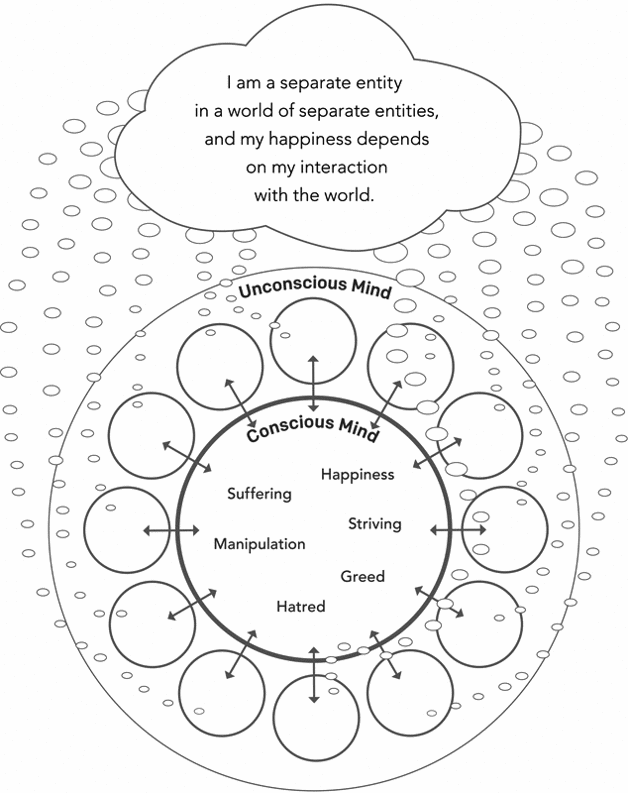 I am a separate entity
in a world of separate entities,
and my happiness depends
on my interaction
with the world.
Unconscious Mind
Conscious Mind
Happiness
Suffering
Striving
Manipulation
Greed
Hatred